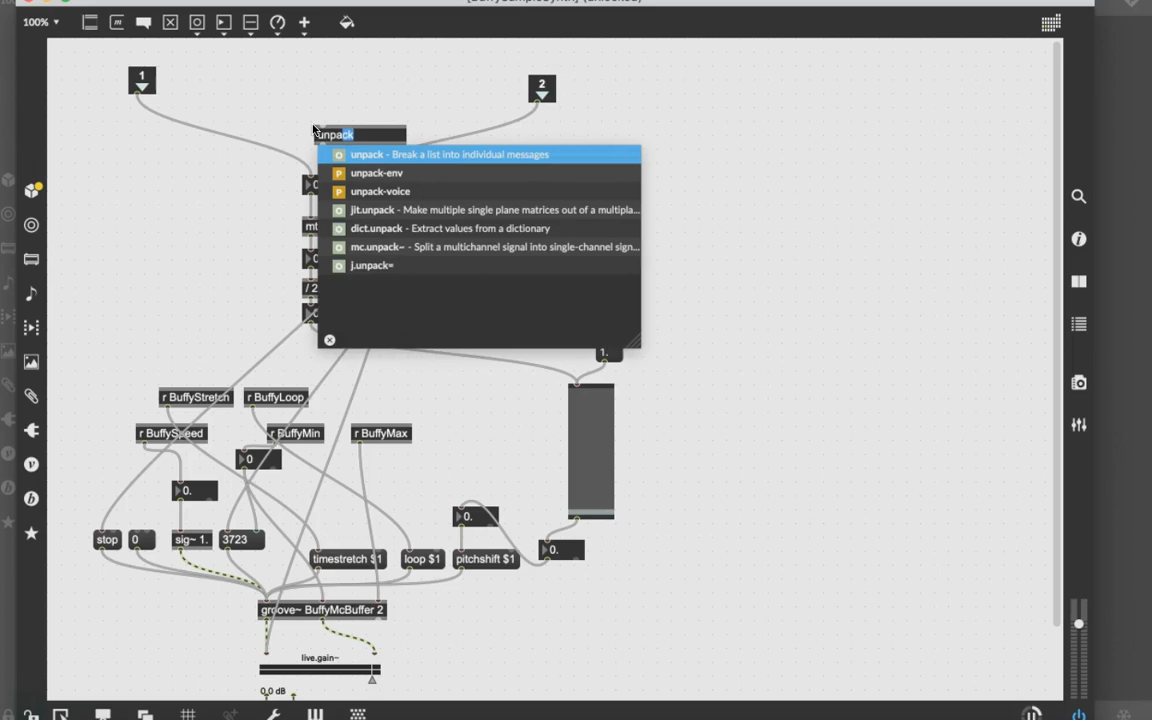 100%
1
2
unpack
unpack - Break a list into individual messages
unpack-env
unpack-voice
jit.unpack - Make multiple single plane matrices out of a multipla...
dict.unpack - Extract values from a dictionary
mc.unpack~ - Split a multichannel signal into single-channel sign...
j.unpack=
mt
/ 2
1.
r BuffyStretch
r BuffyLoop
r BuffySpeed
r BuffyMin
r BuffyMax
0
0.
0.
stop
0
sig~ 1.
3723
timestretch $1
loop $1
pitchshift $1
0.
groove~ BuffyMcBuffer 2
live.gain~
0.0 dB